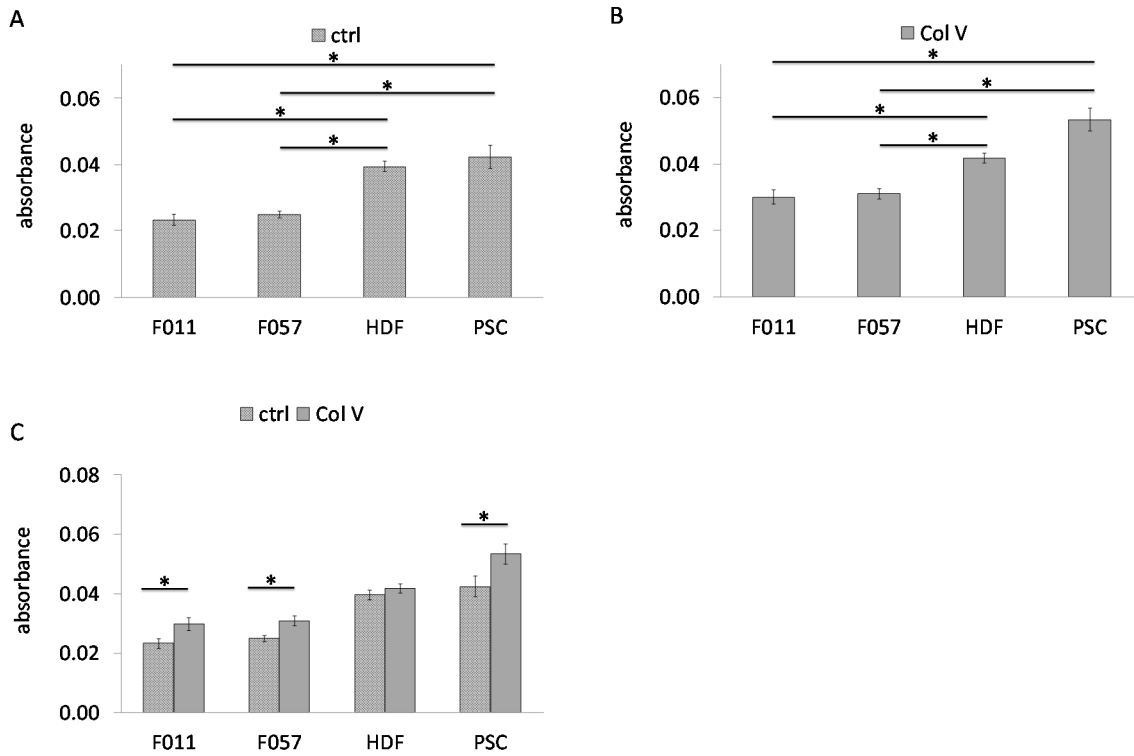 A
ctrl
*
*
*
*
0.06
0.04
0.02
0.00
absorbance
F011 F057 HDF PSC
B
Col V
*
*
*
*
0.06
0.04
0.02
0.00
absorbance
F011 F057 HDF PSC
C
ctrl Col V
*
*
*
0.08
0.06
0.04
0.02
0.00
absorbance
F011 F057 HDF PSC